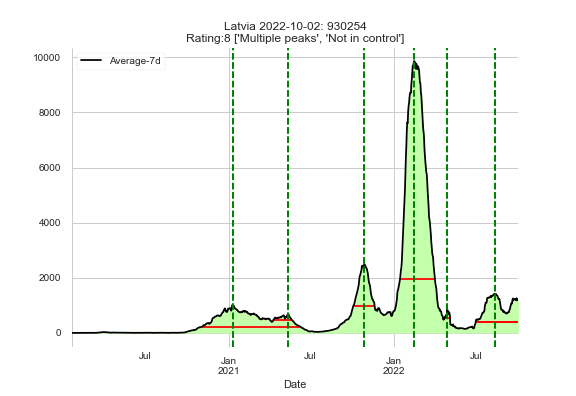 Latvia 2022-10-02: 930254
Rating:8 ['Multiple peaks', 'Not in control']
Average-7d
10000
8000
6000
4000
2000
0
Jul
Jan
2021
Jul
Jan
2022
Jul
Date